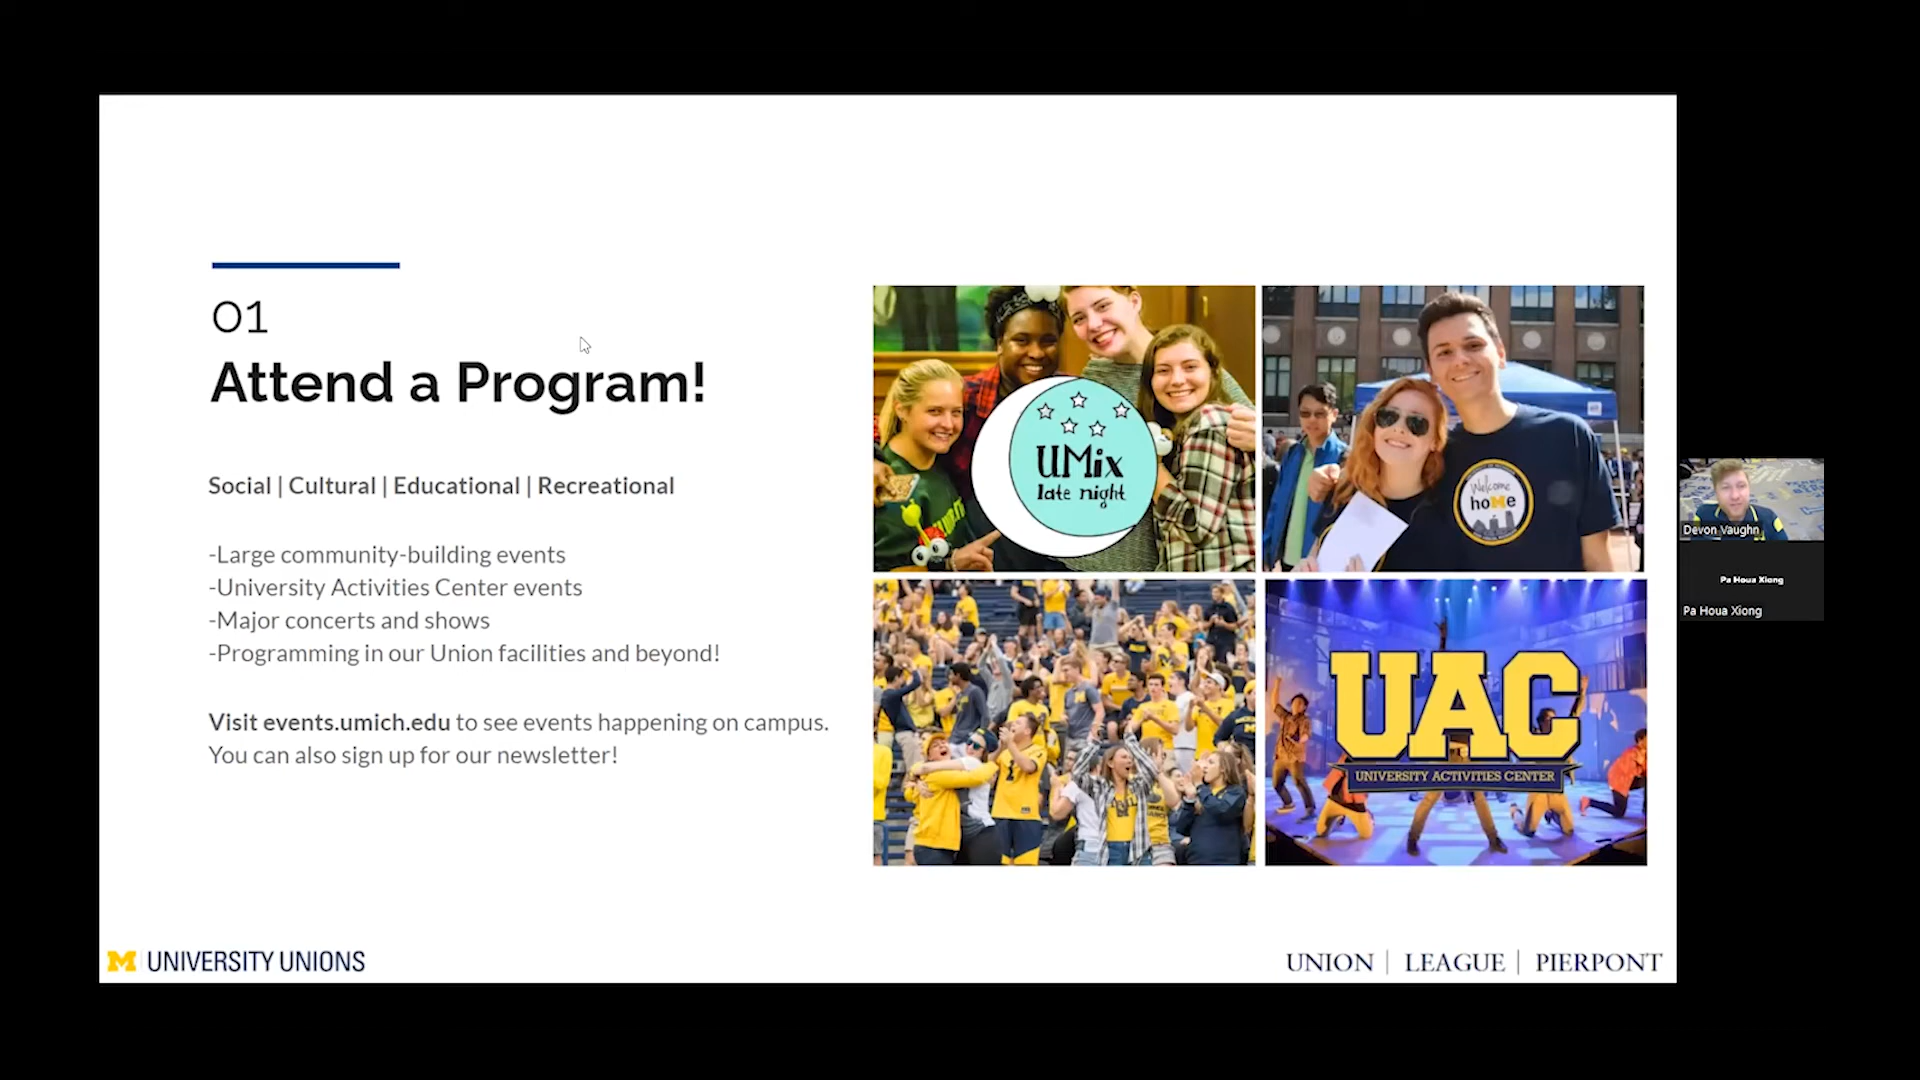 01
Attend a Program!
Social | Cultural | Educational | Recreational
-Large community-building events
-University Activities Center events
-Major concerts and shows
-Programming in our Union facilities and beyond!
Visit events.umich.edu to see events happening on campus.
You can also sign up for our newsletter!
UMix
late night
Welcome
hoMe
UAC
UNIVERSITY ACTIVITIES CENTER
Devon Vaughn
Pa Houa Xiong
Pa Houa Xiong
M UNIVERSITY UNIONS
UNION | LEAGUE | PIERPONT